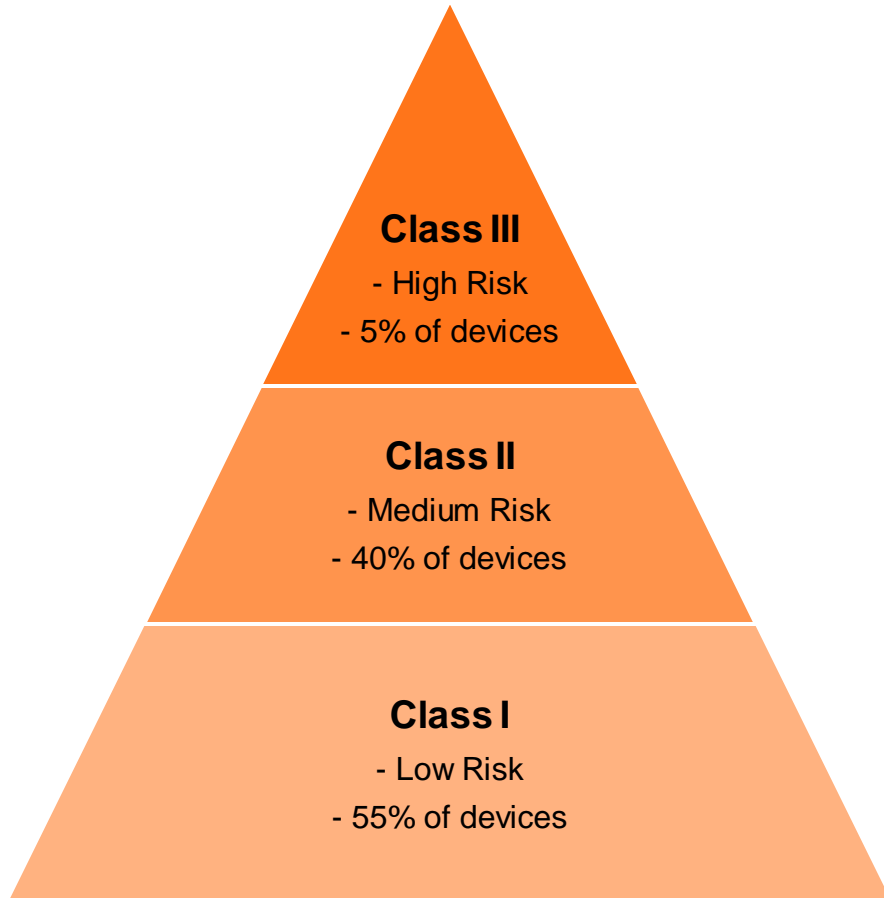 Class III
- High Risk
- 5% of devices
Class II
- Medium Risk
- 40% of devices
Class I
- Low Risk
- 55% of devices